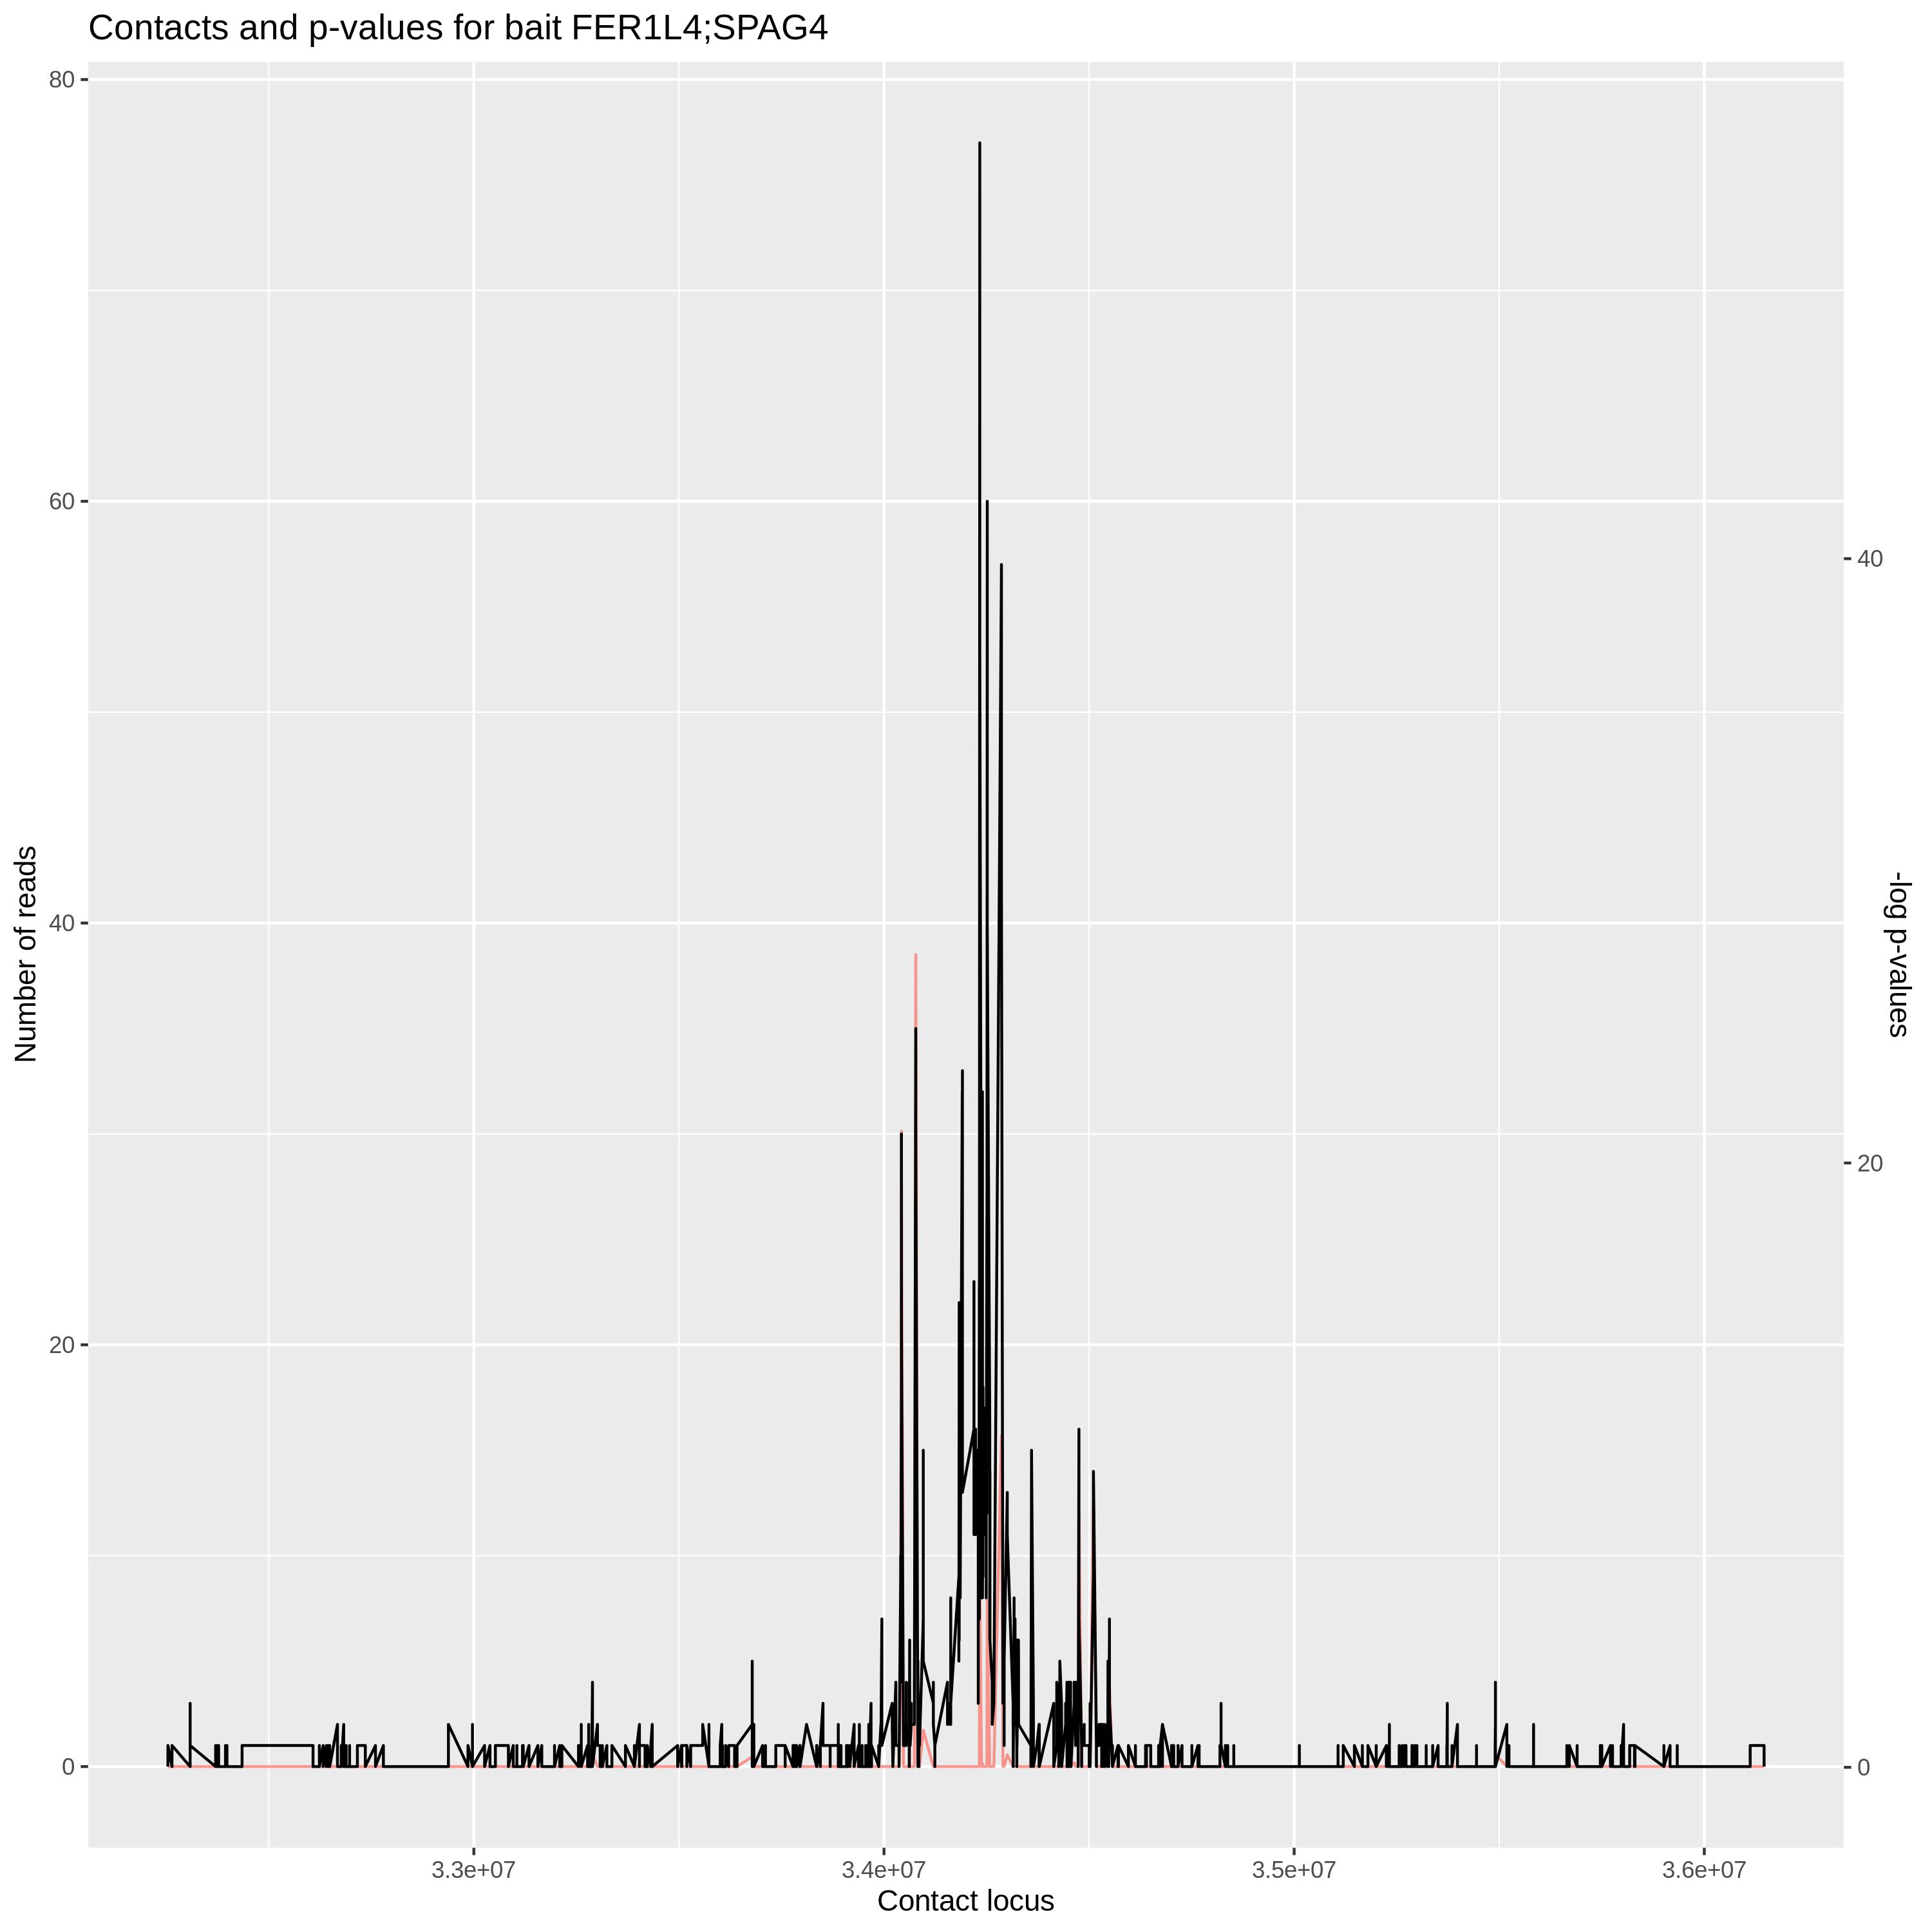 Contacts and p-values for bait FER1L4;SPAG4
80
60
40
20
0
Number of reads
40
20
0
-log p-values
3.3e+07
3.4e+07
3.5e+07
3.6e+07
Contact locus